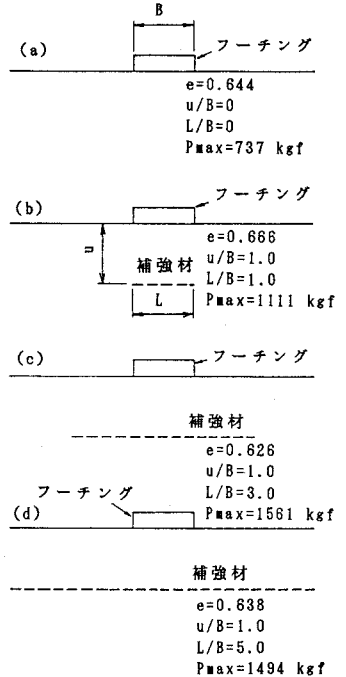 B
(a)
フーチング
e=0.644
u/B=0
L/B=0
Pmax=737 kgf
(b)
フーチング
u
補強材
L
e=0.666
u/B=1.0
L/B=1.0
Pmax=1111 kgf
(c)
フーチング
補強材
e=0.626
u/B=1.0
L/B=3.0
Pmax=1561 kgf
フーチング
(d)
補強材
e=0.638
u/B=1.0
L/B=5.0
Pmax=1494 kgf